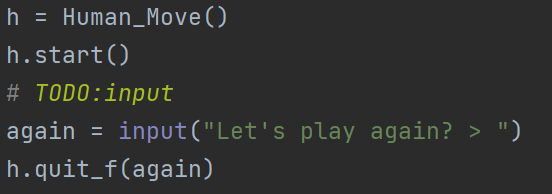 h = Human_Move()
h.start()
# TODO:input
again = input("Let's play again? > ")
h.quit_f(again)